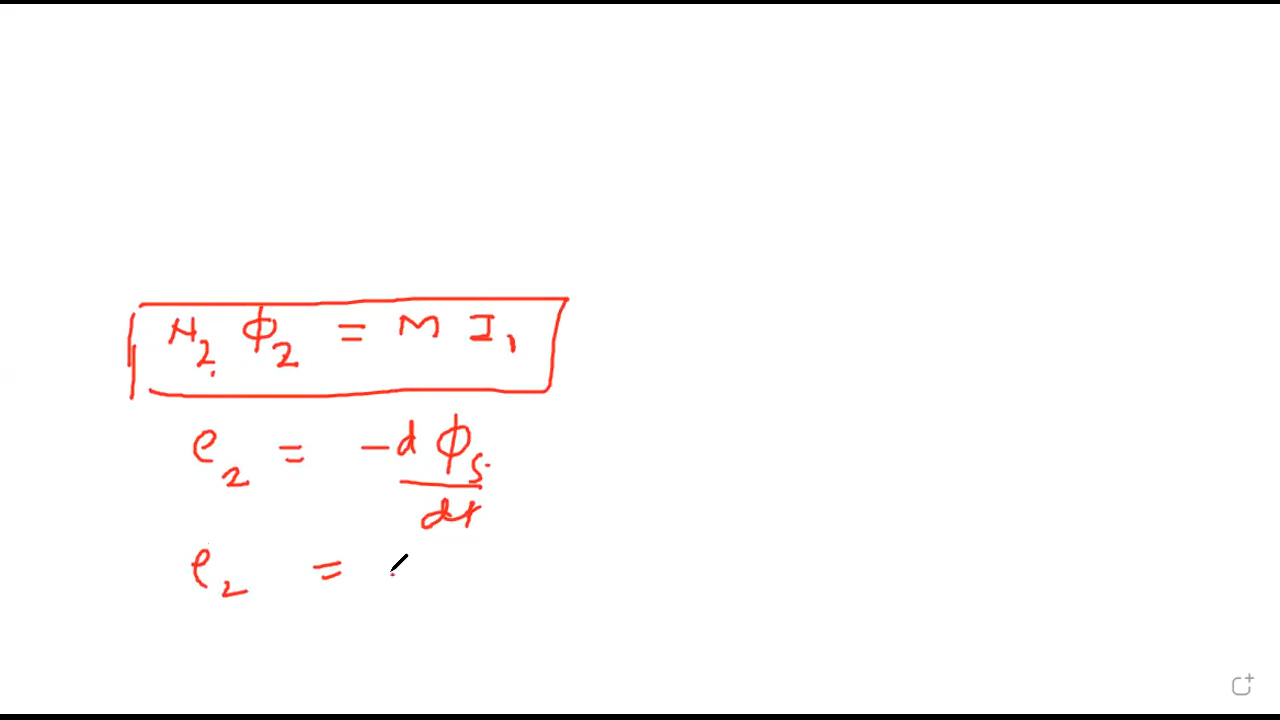 N₂ ϕ₂ = M I₁
e₂ = -dϕₛ/dt
e₂ =